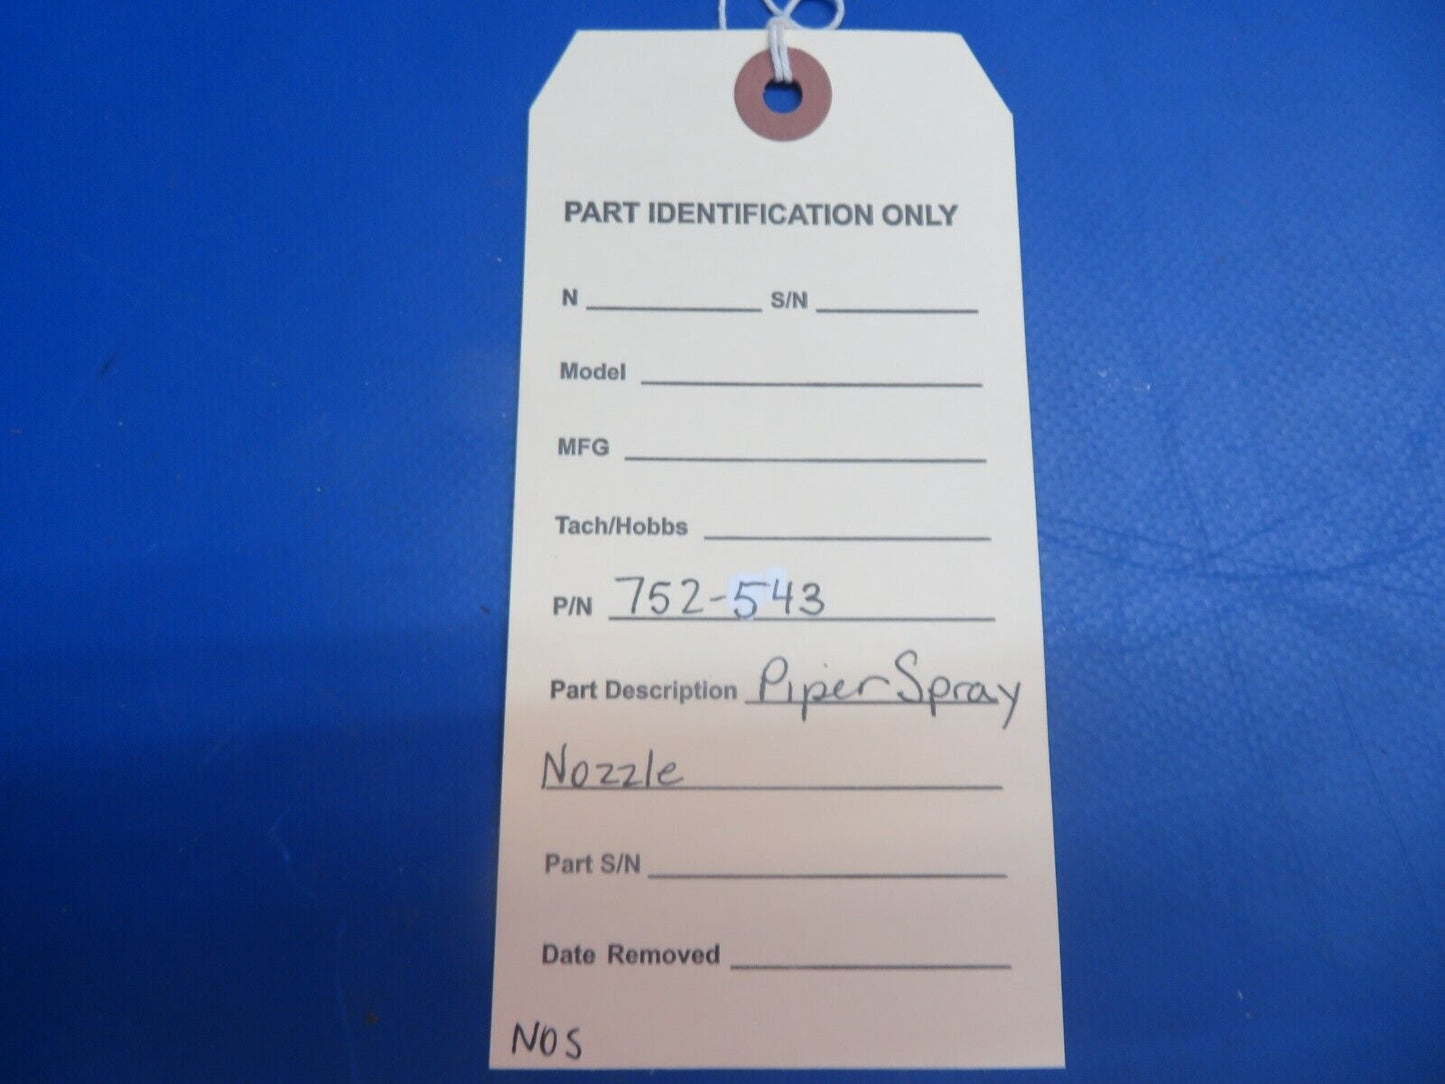 PART IDENTIFICATION ONLY
N S/N
Model
MFG
Tach/Hobbs
P/N 752-543
Part Description Piper Spray
Nozzle
Part S/N
Date Removed
NOS